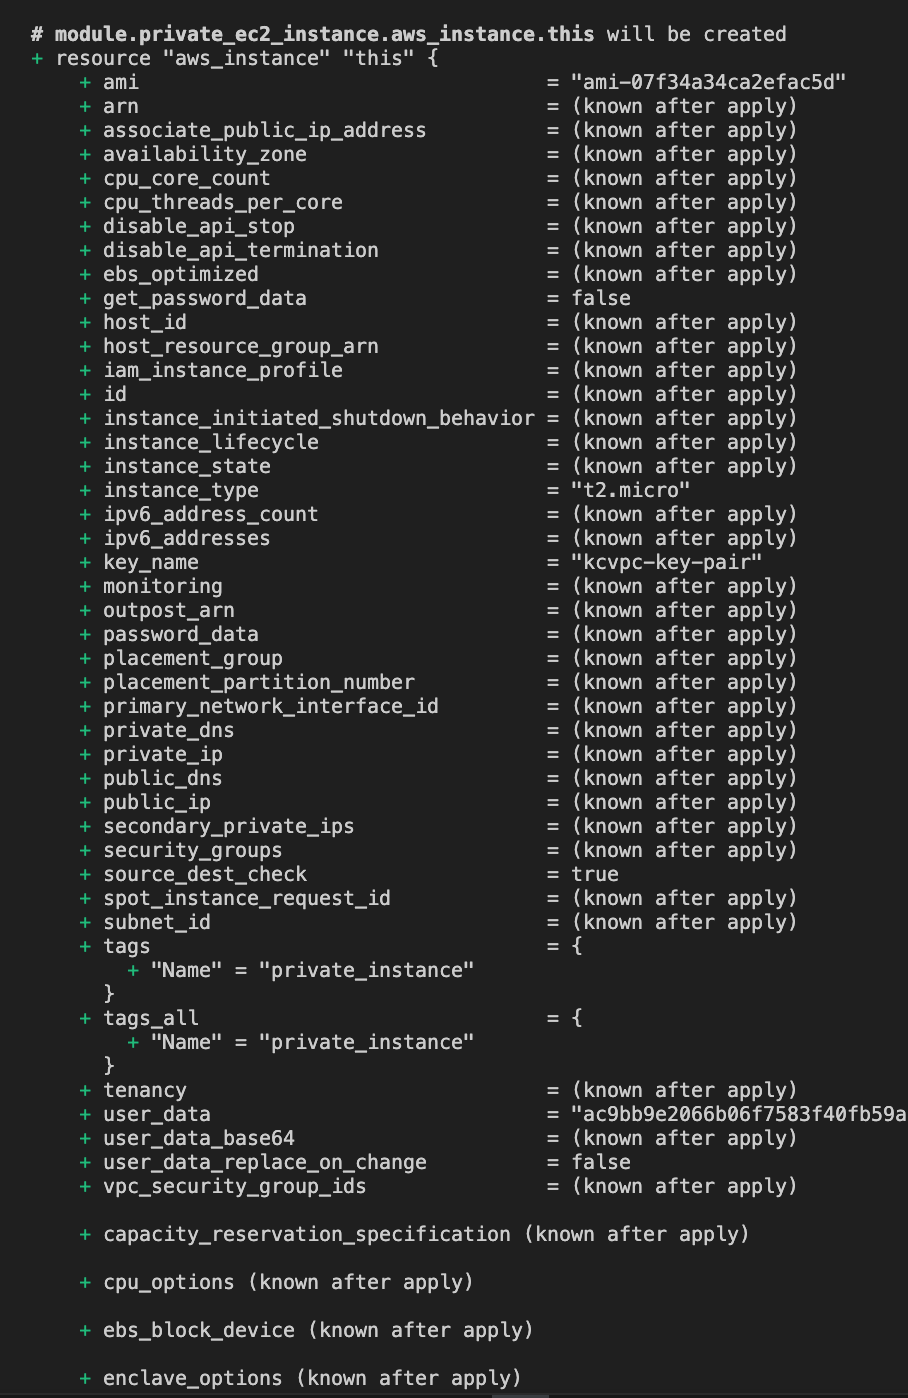 # module.private_ec2_instance.aws_instance.this will be created
+ resource "aws_instance" "this" {
+ ami = "ami-07f34a34ca2efac5d"
+ arn = (known after apply)
+ associate_public_ip_address = (known after apply)
+ availability_zone = (known after apply)
+ cpu_core_count = (known after apply)
+ cpu_threads_per_core = (known after apply)
+ disable_api_stop = (known after apply)
+ disable_api_termination = (known after apply)
+ ebs_optimized = (known after apply)
+ get_password_data = false
+ host_id = (known after apply)
+ host_resource_group_arn = (known after apply)
+ iam_instance_profile = (known after apply)
+ id = (known after apply)
+ instance_initiated_shutdown_behavior = (known after apply)
+ instance_lifecycle = (known after apply)
+ instance_state = (known after apply)
+ instance_type = "t2.micro"
+ ipv6_address_count = (known after apply)
+ ipv6_addresses = (known after apply)
+ key_name = "kcvpc-key-pair"
+ monitoring = (known after apply)
+ outpost_arn = (known after apply)
+ password_data = (known after apply)
+ placement_group = (known after apply)
+ placement_partition_number = (known after apply)
+ primary_network_interface_id = (known after apply)
+ private_dns = (known after apply)
+ private_ip = (known after apply)
+ public_dns = (known after apply)
+ public_ip = (known after apply)
+ secondary_private_ips = (known after apply)
+ security_groups = (known after apply)
+ source_dest_check = true
+ spot_instance_request_id = (known after apply)
+ subnet_id = (known after apply)
+ tags = {
+ "Name" = "private_instance"
}
+ tags_all = {
+ "Name" = "private_instance"
}
+ tenancy = (known after apply)
+ user_data = "ac9bb9e2066b06f7583f40fb59a
+ user_data_base64 = (known after apply)
+ user_data_replace_on_change = false
+ vpc_security_group_ids = (known after apply)
+ capacity_reservation_specification (known after apply)
+ cpu_options (known after apply)
+ ebs_block_device (known after apply)
+ enclave_options (known after apply)